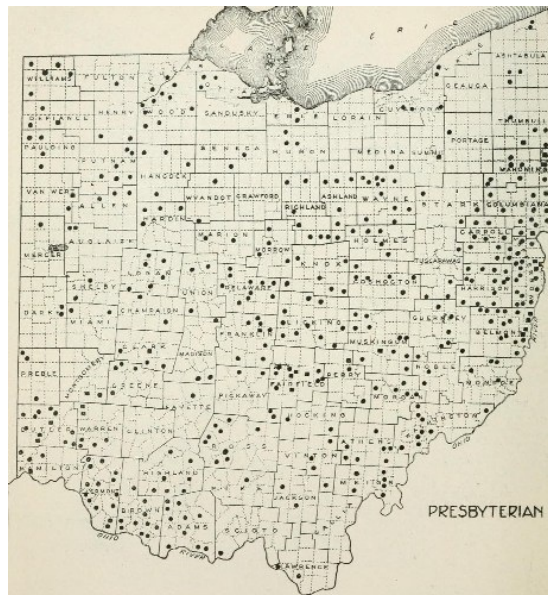 ERIE
ASHTABULA
WILLIAMS
FULTON
GEAUGA
CUYAHOGA
TRUMBULL
DEFIANCE
HENRY
WOOD
SANDUSKY
ERIE
LORAIN
PORTAGE
MAHONING
PAULDING
PUTNAM
SENECA
HURON
MEDINA
SUMMIT
HANCOCK
VAN WERT
ALLEN
WYANDOT
CRAWFORD
RICHLAND
ASHLAND
WAYNE
STARK
COLUMBIANA
HARDIN
MARION
CARROLL
AUGLAIZE
MERCER
MORROW
HOLMES
KNOX
TUSCARAWAS
LOGAN
SHELBY
UNION
DELAWARE
COSHOCTON
HARRISON
DARKE
MIAMI
CHAMPAIGN
LICKING
GUERNSEY
BELMONT
FRANKLIN
MUSKINGUM
CLARK
MADISON
PREBLE
MONTGOMERY
GREENE
FAIRFIELD
PERRY
NOBLE
MONROE
FAYETTE
PICKAWAY
MORGAN
BUTLER
WARREN
CLINTON
HOCKING
WASHINGTON
ROSS
ATHENS
OHIO
HAMILTON
HIGHLAND
VINTON
MEIGS
CLERMONT
PIKE
JACKSON
BROWN
ADAMS
SCIOTO
GALLIA
PRESBYTERIAN
OHIO
RIVER
LAWRENCE